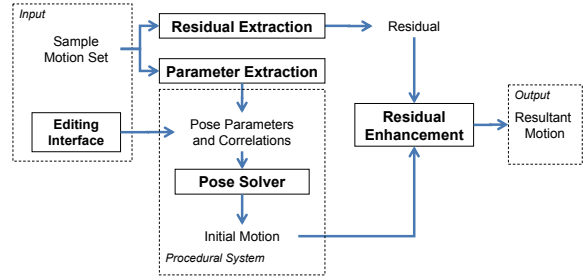 Input
Sample
Motion Set
Residual Extraction
Residual
Parameter Extraction
Editing
Interface
Pose Parameters
and Correlations
Pose Solver
Initial Motion
Procedural System
Residual
Enhancement
Output
Resultant
Motion